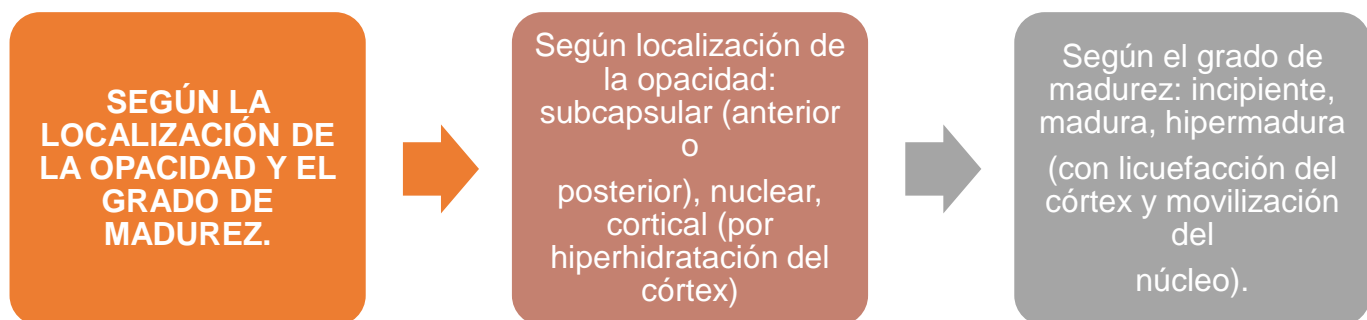 SEGÚN LA
LOCALIZACIÓN DE
LA OPACIDAD Y EL
GRADO DE
MADUREZ.
Según localización de
la opacidad:
subcapsular (anterior
o
posterior), nuclear,
cortical (por
hiperhidratación del
córtex)
Según el grado de
madurez: incipiente,
madura, hipermadura
(con licuefacción del
córtex y movilización
del
núcleo).